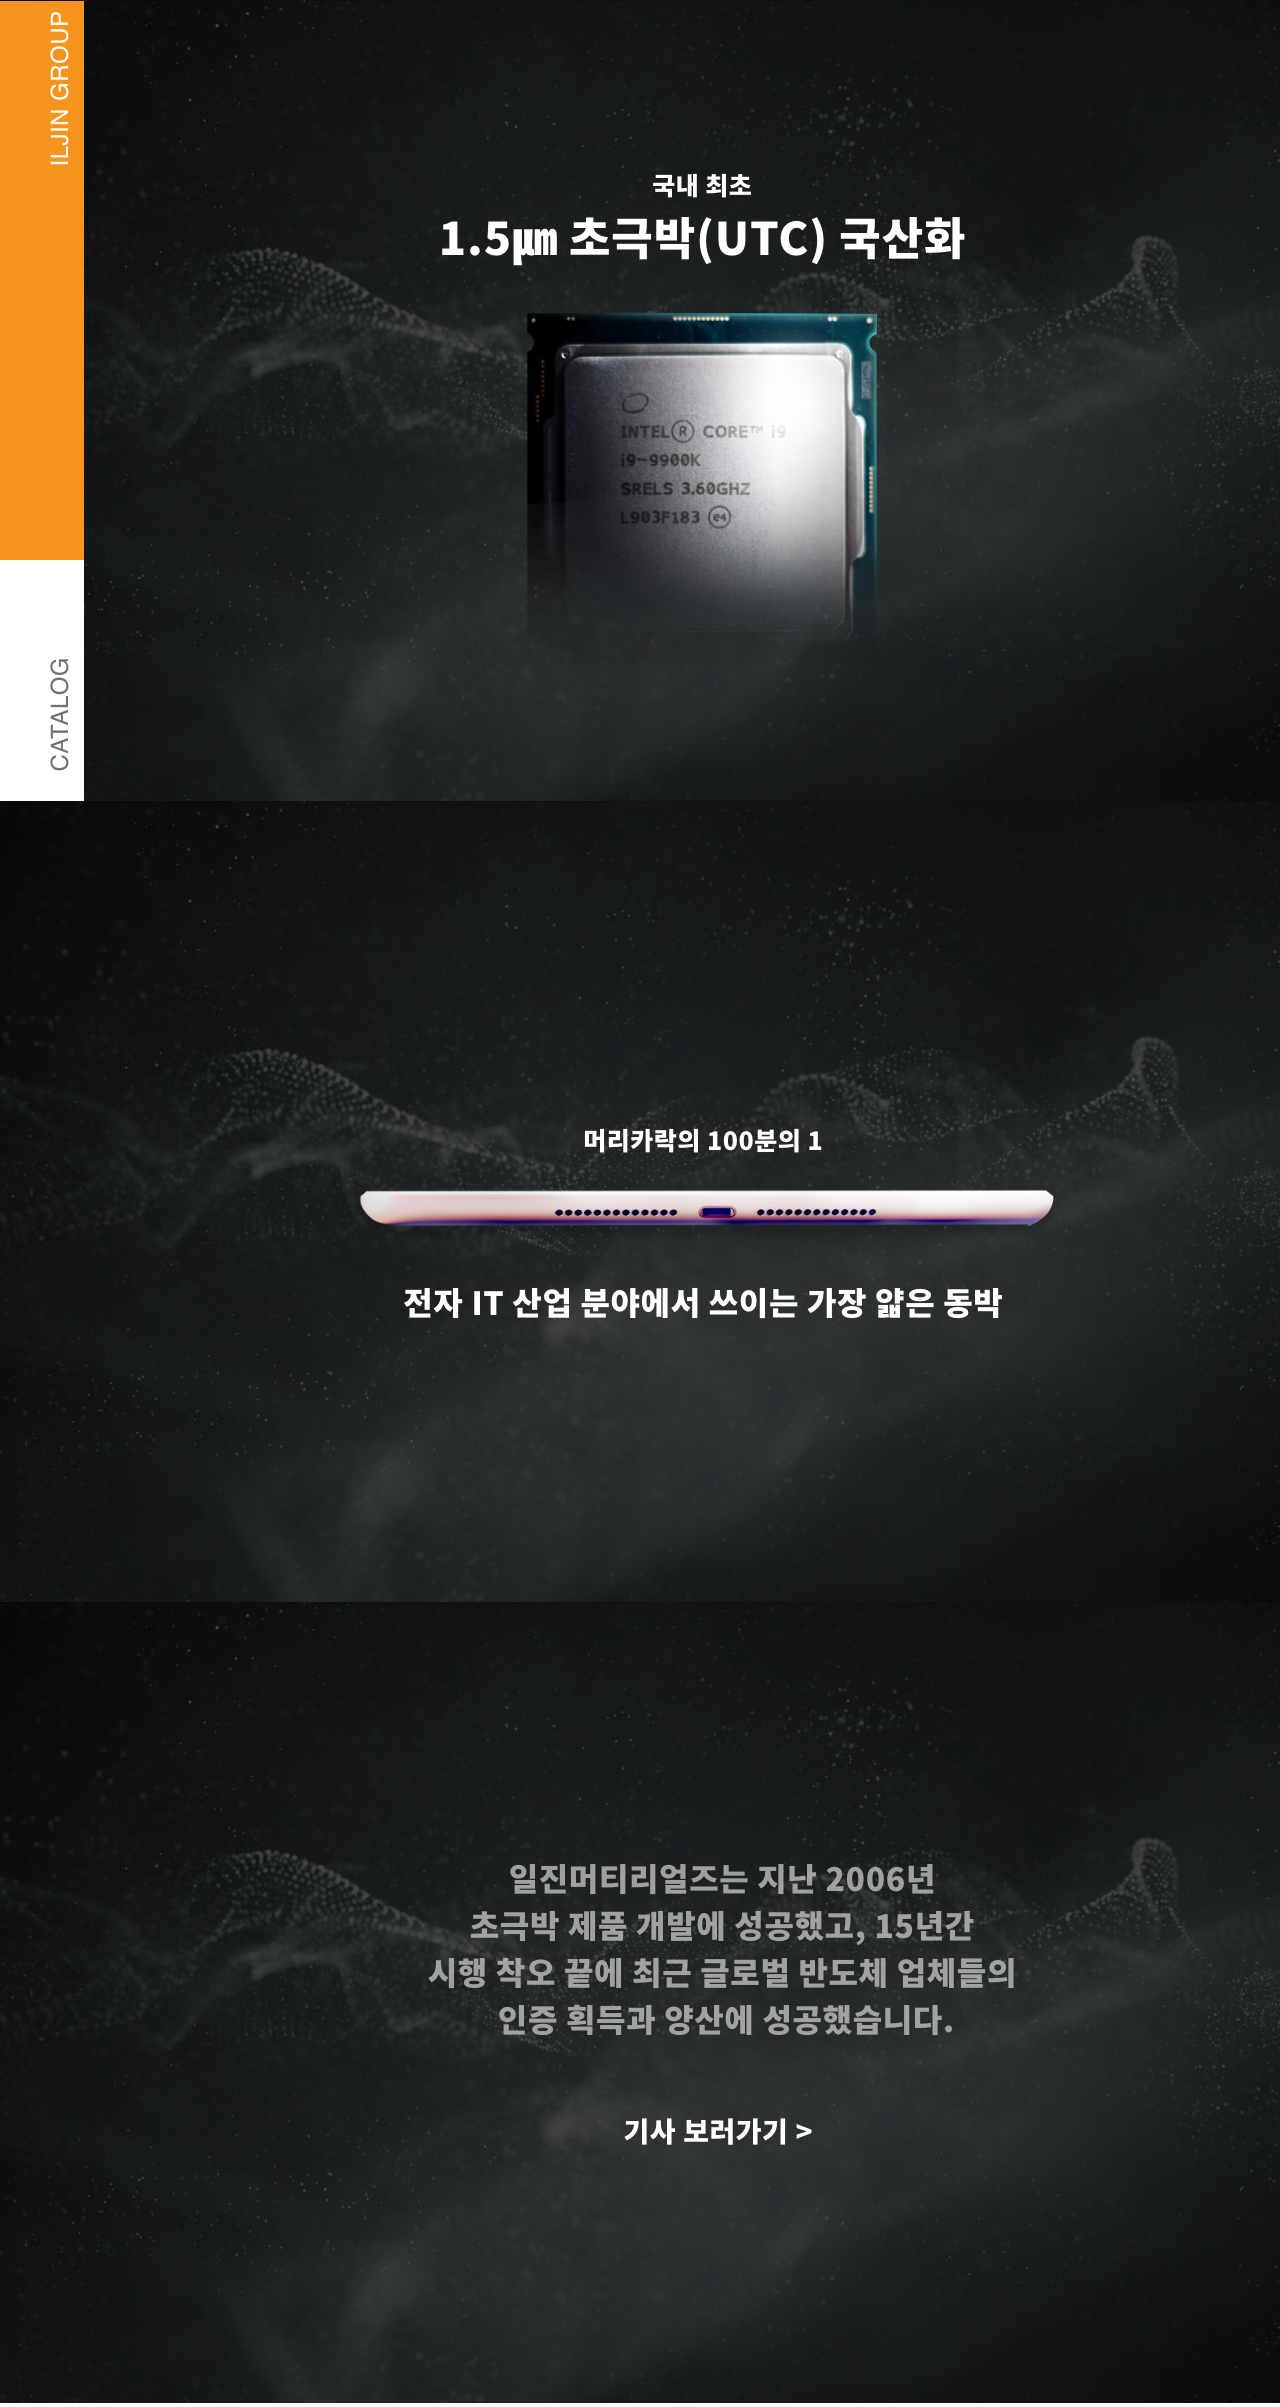 ILJIN GROUP
CATALOG
국내 최초
1.5㎛ 초극박(UTC) 국산화
INTEL® CORE™ i9
i9-9900K
SRELS 3.60GHZ
L903F183 e4
머리카락의 100분의 1
전자 IT 산업 분야에서 쓰이는 가장 얇은 동박
일진머티리얼즈는 지난 2006년
초극박 제품 개발에 성공했고, 15년간
시행 착오 끝에 최근 글로벌 반도체 업체들의
인증 획득과 양산에 성공했습니다.
기사 보러가기 >